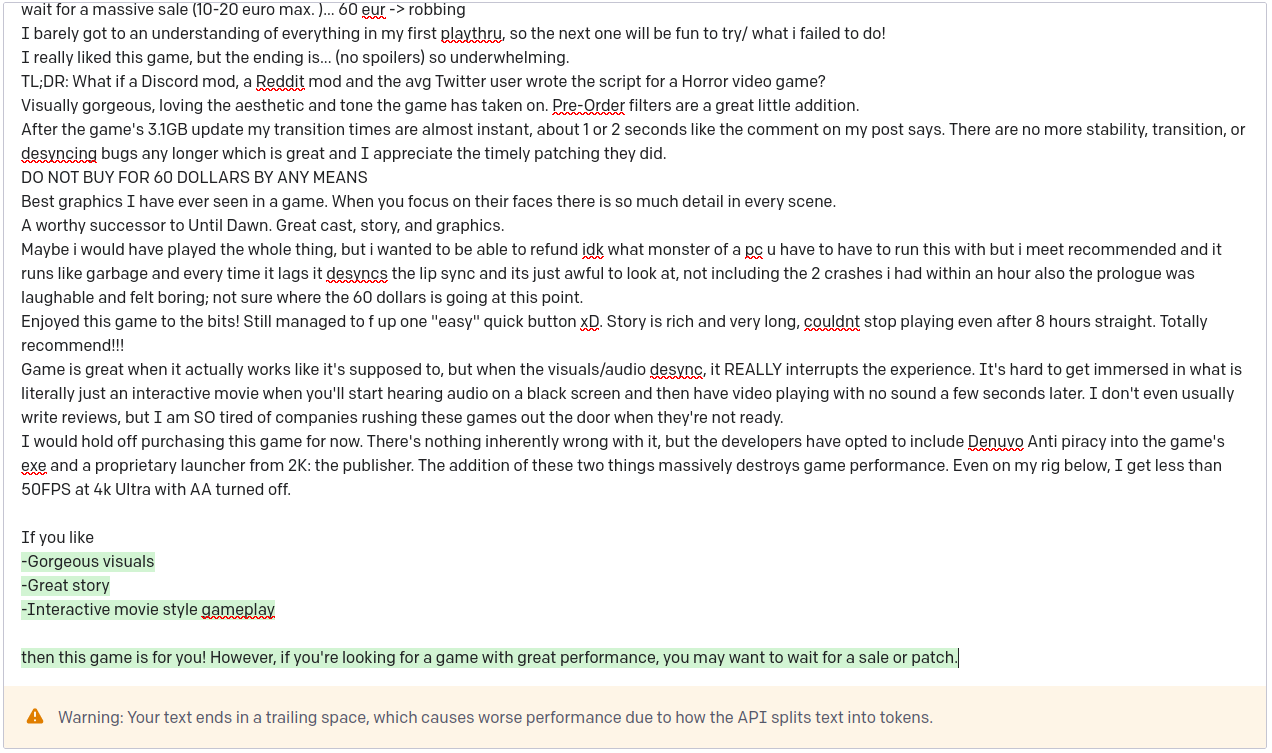 wait for a massive sale (10-20 euro max. )... 60 eur -> robbing
I barely got to an understanding of everything in my first playthru, so the next one will be fun to try/ what i failed to do!
I really liked this game, but the ending is... (no spoilers) so underwhelming.
TL;DR: What if a Discord mod, a Reddit mod and the avg Twitter user wrote the script for a Horror video game?
Visually gorgeous, loving the aesthetic and tone the game has taken on. Pre-Order filters are a great little addition.
After the game's 3.1GB update my transition times are almost instant, about 1 or 2 seconds like the comment on my post says. There are no more stability, transition, or
desyncing bugs any longer which is great and I appreciate the timely patching they did.
DO NOT BUY FOR 60 DOLLARS BY ANY MEANS
Best graphics I have ever seen in a game. When you focus on their faces there is so much detail in every scene.
A worthy successor to Until Dawn. Great cast, story, and graphics.
Maybe i would have played the whole thing, but i wanted to be able to refund idk what monster of a pc u have to have to run this with but i meet recommended and it
runs like garbage and every time it lags it desyncs the lip sync and its just awful to look at, not including the 2 crashes i had within an hour also the prologue was
laughable and felt boring; not sure where the 60 dollars is going at this point.
Enjoyed this game to the bits! Still managed to f up one "easy" quick button xD. Story is rich and very long, couldnt stop playing even after 8 hours straight. Totally
recommend!!!
Game is great when it actually works like it's supposed to, but when the visuals/audio desync, it REALLY interrupts the experience. It's hard to get immersed in what is
literally just an interactive movie when you'll start hearing audio on a black screen and then have video playing with no sound a few seconds later. I don't even usually
write reviews, but I am SO tired of companies rushing these games out the door when they're not ready.
I would hold off purchasing this game for now. There's nothing inherently wrong with it, but the developers have opted to include Denuvo Anti piracy into the game's
exe and a proprietary launcher from 2K: the publisher. The addition of these two things massively destroys game performance. Even on my rig below, I get less than
50FPS at 4k Ultra with AA turned off.
If you like
-Gorgeous visuals
-Great story
-Interactive movie style gameplay
then this game is for you! However, if you're looking for a game with great performance, you may want to wait for a sale or patch.
Warning: Your text ends in a trailing space, which causes worse performance due to how the API splits text into tokens.